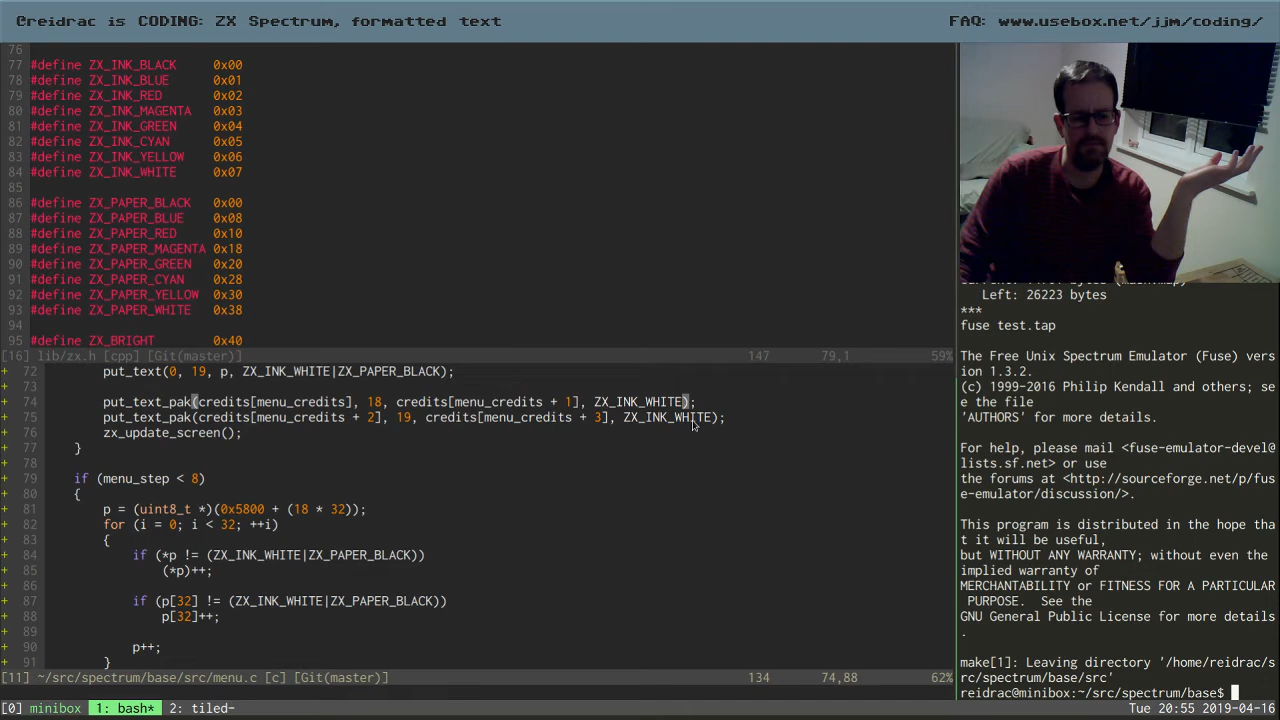 @reidrac is CODING: ZX Spectrum, formatted text
FAQ: www.usebox.net/jjm/coding/
76
77 #define ZX_INK_BLACK 0x00
78 #define ZX_INK_BLUE 0x01
79 #define ZX_INK_RED 0x02
80 #define ZX_INK_MAGENTA 0x03
81 #define ZX_INK_GREEN 0x04
82 #define ZX_INK_CYAN 0x05
83 #define ZX_INK_YELLOW 0x06
84 #define ZX_INK_WHITE 0x07
85
86 #define ZX_PAPER_BLACK 0x00
87 #define ZX_PAPER_BLUE 0x08
88 #define ZX_PAPER_RED 0x10
89 #define ZX_PAPER_MAGENTA 0x18
90 #define ZX_PAPER_GREEN 0x20
91 #define ZX_PAPER_CYAN 0x28
92 #define ZX_PAPER_YELLOW 0x30
93 #define ZX_PAPER_WHITE 0x38
94
95 #define ZX_BRIGHT 0x40
[16] lib/zx.h [cpp] [Git(master)] 147 79,1 59%
+ 72 put_text(0, 19, p, ZX_INK_WHITE|ZX_PAPER_BLACK);
+ 73
+ 74 put_text_pak(credits[menu_credits], 18, credits[menu_credits + 1], ZX_INK_WHITE);
+ 75 put_text_pak(credits[menu_credits + 2], 19, credits[menu_credits + 3], ZX_INK_WHITE);
+ 76 zx_update_screen();
+ 77 }
+ 78
+ 79 if (menu_step < 8)
+ 80 {
+ 81 p = (uint8_t *)(0x5800 + (18 * 32));
+ 82 for (i = 0; i < 32; ++i)
+ 83 {
+ 84 if (*p != (ZX_INK_WHITE|ZX_PAPER_BLACK))
+ 85 (*p)++;
+ 86
+ 87 if (p[32] != (ZX_INK_WHITE|ZX_PAPER_BLACK))
+ 88 p[32]++;
+ 89
+ 90 p++;
+ 91 }
[11] ~/src/spectrum/base/src/menu.c [c] [Git(master)] 134 74,88 62%
Left: 26223 bytes
***
fuse test.tap
The Free Unix Spectrum Emulator (Fuse) vers
ion 1.3.2.
(c) 1999-2016 Philip Kendall and others; se
e the file
'AUTHORS' for more details.
For help, please mail <fuse-emulator-devel@
lists.sf.net> or use
the forums at <http://sourceforge.net/p/fus
e-emulator/discussion/>.
This program is distributed in the hope tha
t it will be useful,
but WITHOUT ANY WARRANTY; without even the
implied warranty of
MERCHANTABILITY or FITNESS FOR A PARTICULAR
PURPOSE. See the
GNU General Public License for more details
.
make[1]: Leaving directory '/home/reidrac/s
rc/spectrum/base/src'
reidrac@minibox:~/src/spectrum/base$
[0] minibox 1: bash* 2: tiled- Tue 20:55 2019-04-16